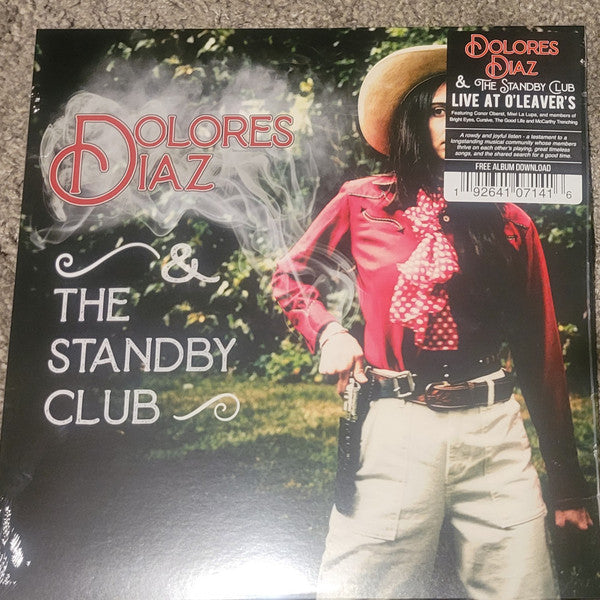 DOLORES
DIAZ
&
THE
STANDBY
CLUB
DOLORES
DIAZ
& THE STANDBY CLUB
LIVE AT O'LEAVER'S
Featuring Conor Oberst, Miwi La Lupa, and members of
Bright Eyes, Cursive, The Good Life and McCarthy Trenching
A rowdy and joyful listen - a testament to a
longstanding musical community whose members
thrive on each other's playing, great timeless
songs, and the shared search for a good time.
FREE ALBUM DOWNLOAD
1 92641 07141 6